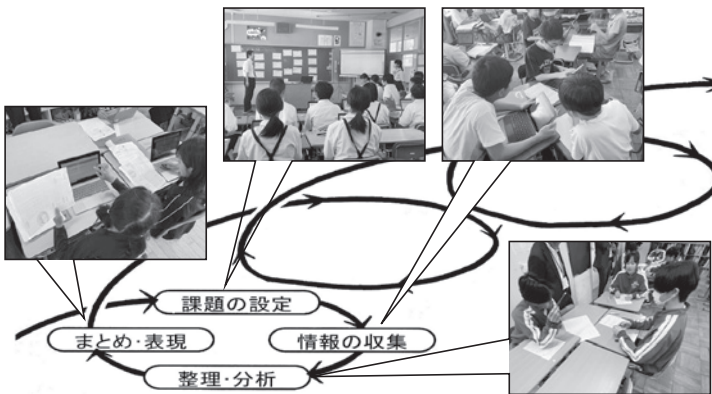 課題の設定
まとめ・表現
情報の収集
整理・分析